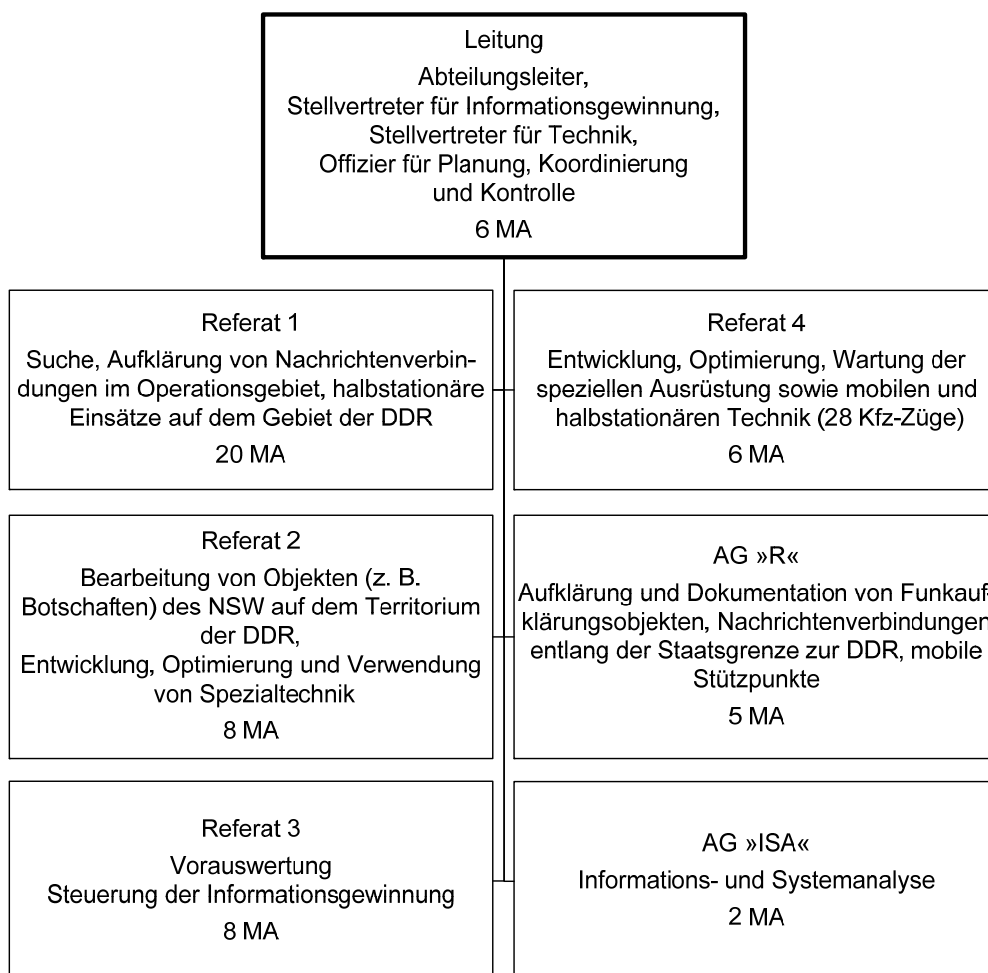 Leitung
Abteilungsleiter,
Stellvertreter für Informationsgewinnung,
Stellvertreter für Technik,
Offizier für Planung, Koordinierung
und Kontrolle
6 MA
Referat 1
Suche, Aufklärung von Nachrichtenverbin-
dungen im Operationsgebiet, halbstationäre
Einsätze auf dem Gebiet der DDR
20 MA
Referat 4
Entwicklung, Optimierung, Wartung der
speziellen Ausrüstung sowie mobilen und
halbstationären Technik (28 Kfz-Züge)
6 MA
Referat 2
Bearbeitung von Objekten (z. B.
Botschaften) des NSW auf dem Territorium
der DDR,
Entwicklung, Optimierung und Verwendung
von Spezialtechnik
8 MA
AG »R«
Aufklärung und Dokumentation von Funkauf-
klärungsobjekten, Nachrichtenverbindungen
entlang der Staatsgrenze zur DDR, mobile
Stützpunkte
5 MA
Referat 3
Vorauswertung
Steuerung der Informationsgewinnung
8 MA
AG »ISA«
Informations- und Systemanalyse
2 MA